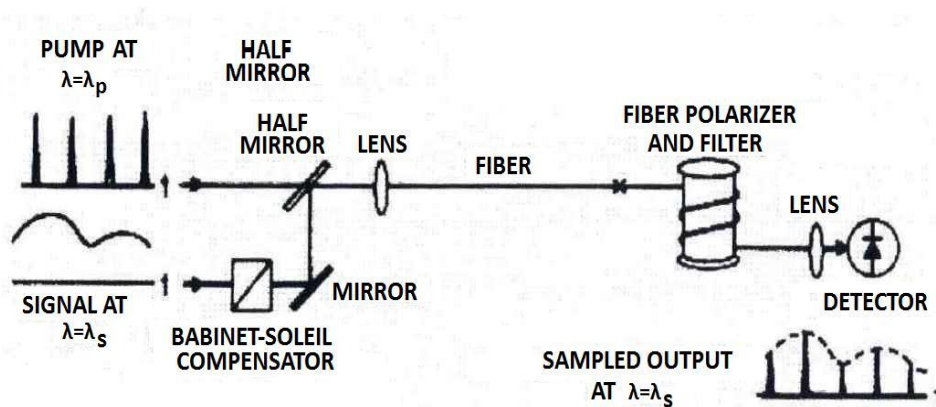 PUMP AT
λ=λp
HALF
MIRROR
HALF
MIRROR
LENS
FIBER
FIBER POLARIZER
AND FILTER
LENS
SIGNAL AT
λ=λs
BABINET-SOLEIL
COMPENSATOR
MIRROR
DETECTOR
SAMPLED OUTPUT
AT λ=λs